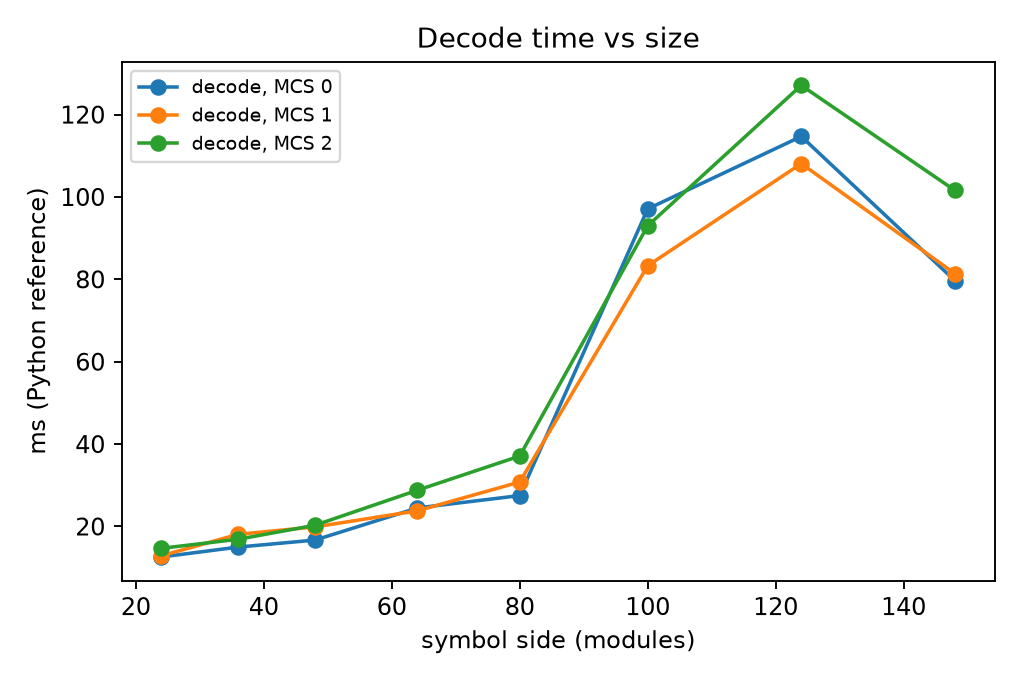 Decode time vs size
decode, MCS 0
decode, MCS 1
decode, MCS 2
120
100
80
60
40
20
ms (Python reference)
20 40 60 80 100 120 140
symbol side (modules)